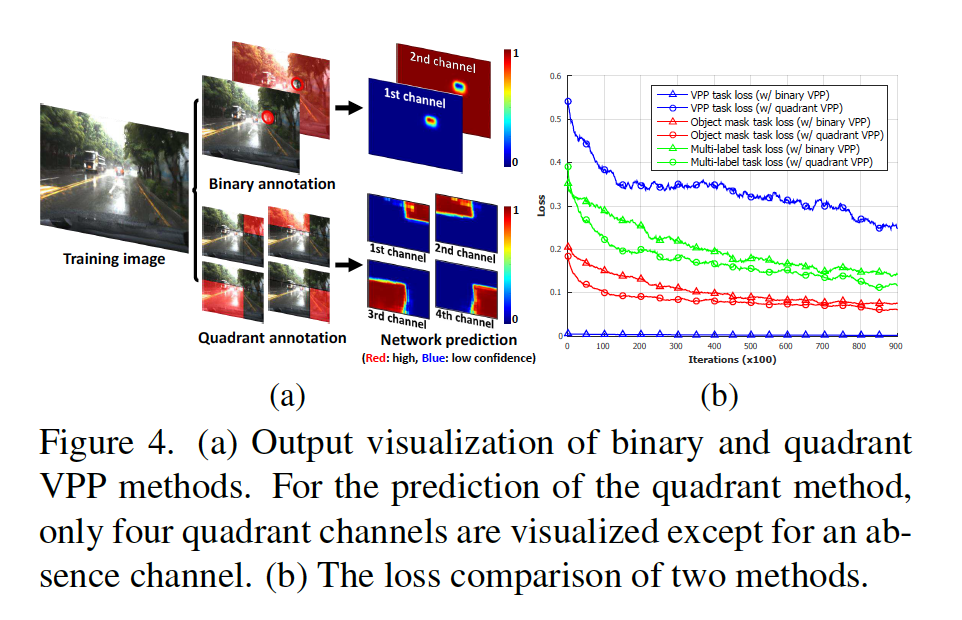 Training image
Binary annotation
Quadrant annotation
2nd channel
1st channel
1
0
1st channel
2nd channel
3rd channel
4th channel
1
0
Network prediction
(Red: high, Blue: low confidence)
(a)
0.6
0.5
0.4
0.3
0.2
0.1
0
Loss
VPP task loss (w/ binary VPP)
VPP task loss (w/ quadrant VPP)
Object mask task loss (w/ binary VPP)
Object mask task loss (w/ quadrant VPP)
Multi-label task loss (w/ binary VPP)
Multi-label task loss (w/ quadrant VPP)
0 100 200 300 400 500 600 700 800 900
Iterations (x100)
(b)
Figure 4. (a) Output visualization of binary and quadrant
VPP methods. For the prediction of the quadrant method,
only four quadrant channels are visualized except for an ab-
sence channel. (b) The loss comparison of two methods.